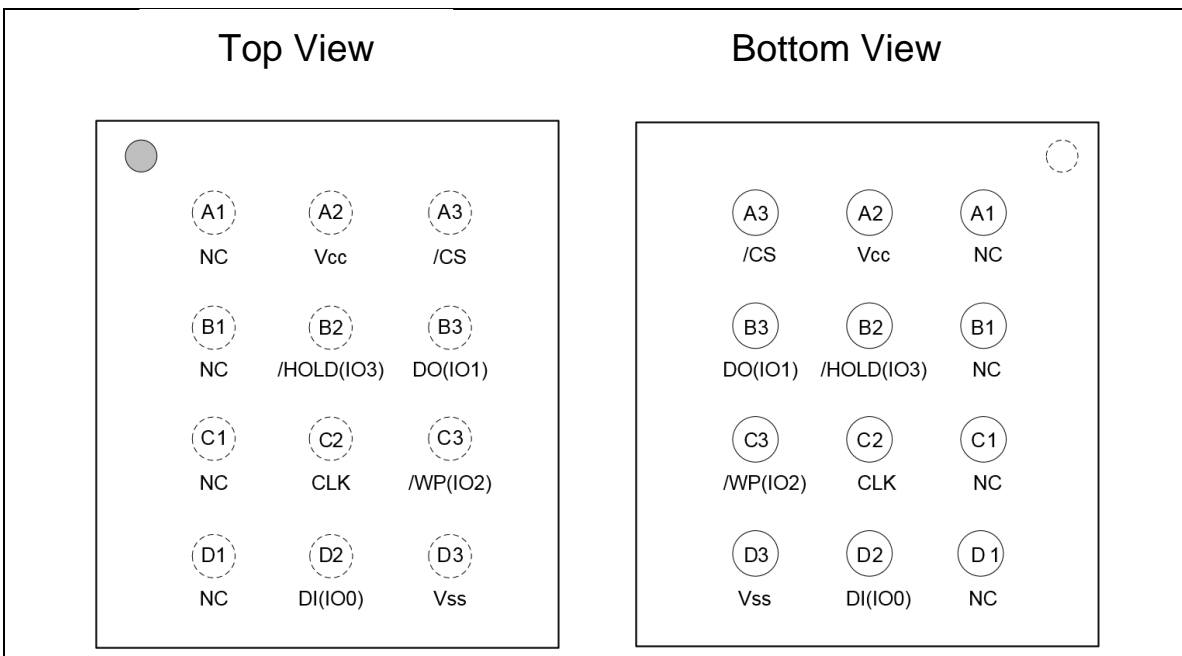 Top View Bottom View
A1 A2 A3 A3 A2 A1
NC Vcc /CS /CS Vcc NC
B1 B2 B3 B3 B2 B1
NC /HOLD(IO3) DO(IO1) DO(IO1) /HOLD(IO3) NC
C1 C2 C3 C3 C2 C1
NC CLK /WP(IO2) /WP(IO2) CLK NC
D1 D2 D3 D3 D2 D 1
NC DI(IO0) Vss Vss DI(IO0) NC